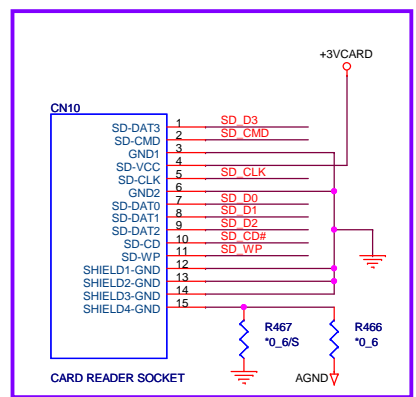 +3VCARD
CN10
SD-DAT3 1 SD_D3
SD-CMD 2 SD_CMD
GND1 3
SD-VCC 4
SD-CLK 5 SD_CLK
GND2 6
SD-DAT0 7 SD_D0
SD-DAT1 8 SD_D1
SD-DAT2 9 SD_D2
SD-CD 10 SD_CD#
SD-WP 11 SD_WP
SHIELD1-GND 12
SHIELD2-GND 13
SHIELD3-GND 14
SHIELD4-GND 15
R467 R466
*0_6/S *0_6
CARD READER SOCKET AGND